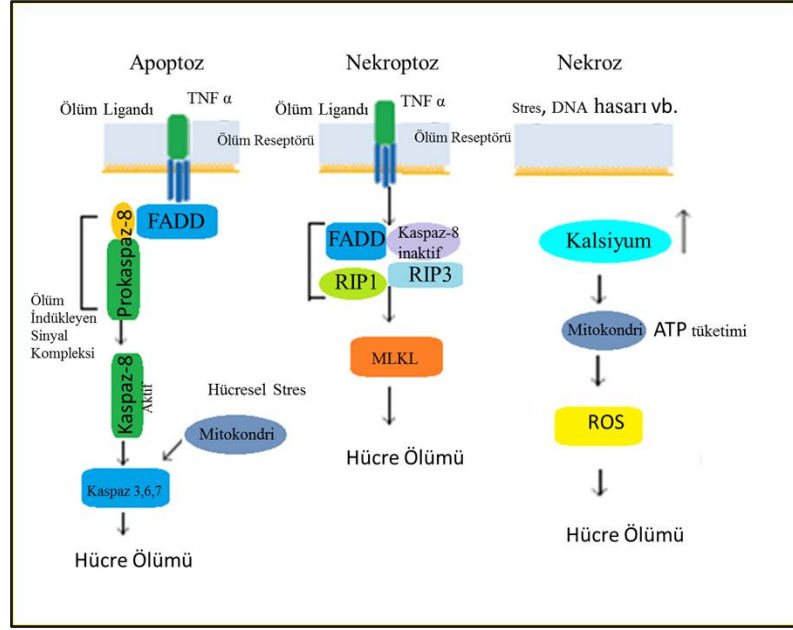 Apoptoz
TNF α
Ölüm Ligandı
Ölüm Reseptörü
Prokaspaz-8
FADD
Ölüm
İndükleyen
Sinyal
Kompleksi
Kaspaz-8
Aktif
Hücresel Stres
Mitokondri
Kaspaz 3,6,7
Hücre Ölümü
Nekroptoz
TNF α
Ölüm Ligandı
Ölüm Reseptörü
FADD
Kaspaz-8
inaktif
RIP1
RIP3
MLKL
Hücre Ölümü
Nekroz
Stres, DNA hasarı vb.
Kalsiyum
Mitokondri
ATP tüketimi
ROS
Hücre Ölümü